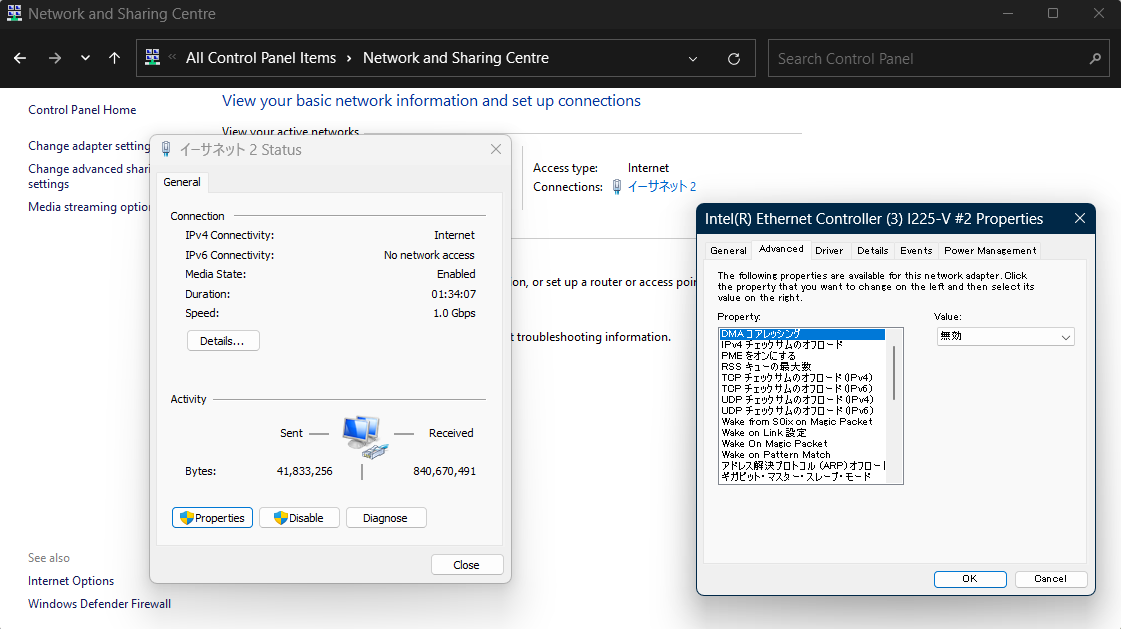 Network and Sharing Centre
« All Control Panel Items › Network and Sharing Centre
Search Control Panel
Control Panel Home
Change adapter setting
Change advanced shari
settings
Media streaming option
See also
Internet Options
Windows Defender Firewall
View your basic network information and set up connections
View your active networks
Access type: Internet
Connections: イーサネット 2
on, or set up a router or access poin
t troubleshooting information.
イーサネット 2 Status
General
Connection
IPv4 Connectivity: Internet
IPv6 Connectivity: No network access
Media State: Enabled
Duration: 01:34:07
Speed: 1.0 Gbps
Details...
Activity
Sent — — Received
Bytes: 41,833,256 840,670,491
Properties Disable Diagnose
Close
Intel(R) Ethernet Controller (3) I225-V #2 Properties
General Advanced Driver Details Events Power Management
The following properties are available for this network adapter. Click
the property that you want to change on the left and then select its
value on the right.
Property: Value:
DMA コアレッシング 無効
IPv4 チェックサムのオフロード
PME をオンにする
RSS キューの最大数
TCP チェックサムのオフロード (IPv4)
TCP チェックサムのオフロード (IPv6)
UDP チェックサムのオフロード (IPv4)
UDP チェックサムのオフロード (IPv6)
Wake from S0ix on Magic Packet
Wake on Link 設定
Wake On Magic Packet
Wake on Pattern Match
アドレス解決プロトコル (ARP) オフロード
ギガビット・マスター・スレーブ・モード
OK Cancel